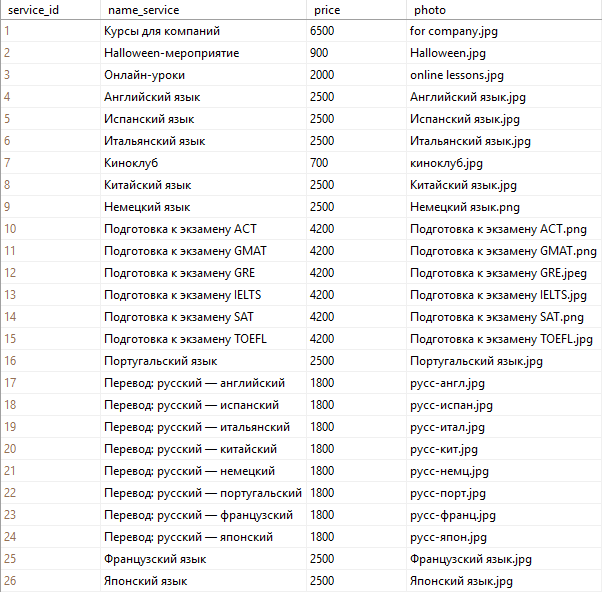 service_id name_service price photo
1 Курсы для компаний 6500 for company.jpg
2 Halloween-мероприятие 900 Halloween.jpg
3 Онлайн-уроки 2000 online lessons.jpg
4 Английский язык 2500 Английский язык.jpg
5 Испанский язык 2500 Испанский язык.jpg
6 Итальянский язык 2500 Итальянский язык.jpg
7 Киноклуб 700 киноклуб.jpg
8 Китайский язык 2500 Китайский язык.jpg
9 Немецкий язык 2500 Немецкий язык.png
10 Подготовка к экзамену ACT 4200 Подготовка к экзамену ACT.png
11 Подготовка к экзамену GMAT 4200 Подготовка к экзамену GMAT.png
12 Подготовка к экзамену GRE 4200 Подготовка к экзамену GRE.jpeg
13 Подготовка к экзамену IELTS 4200 Подготовка к экзамену IELTS.jpg
14 Подготовка к экзамену SAT 4200 Подготовка к экзамену SAT.png
15 Подготовка к экзамену TOEFL 4200 Подготовка к экзамену TOEFL.jpg
16 Португальский язык 2500 Португальский язык.jpg
17 Перевод: русский — английский 1800 русс-англ.jpg
18 Перевод: русский — испанский 1800 русс-испан.jpg
19 Перевод: русский — итальянский 1800 русс-итал.jpg
20 Перевод: русский — китайский 1800 русс-кит.jpg
21 Перевод: русский — немецкий 1800 русс-немц.jpg
22 Перевод: русский — португальский 1800 русс-порт.jpg
23 Перевод: русский — французский 1800 русс-франц.jpg
24 Перевод: русский — японский 1800 русс-япон.jpg
25 Французский язык 2500 Французский язык.jpg
26 Японский язык 2500 Японский язык.jpg